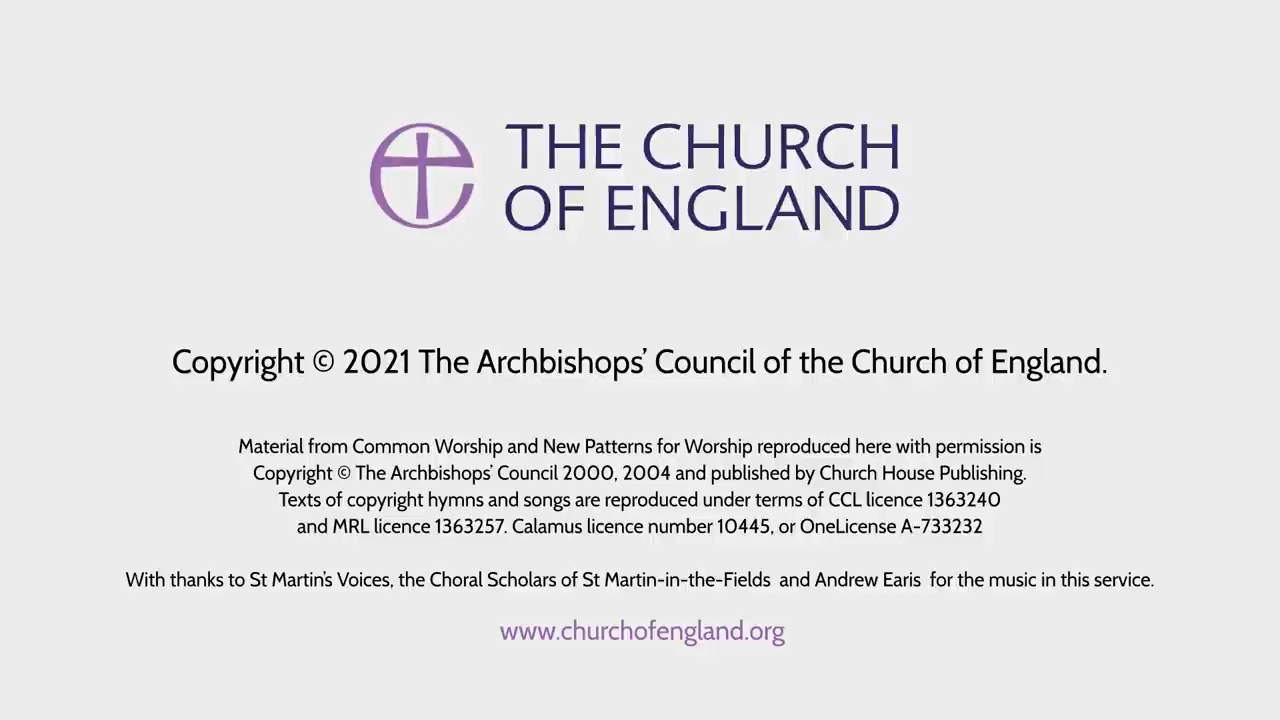 THE CHURCH
OF ENGLAND
Copyright © 2021 The Archbishops’ Council of the Church of England.
Material from Common Worship and New Patterns for Worship reproduced here with permission is
Copyright © The Archbishops’ Council 2000, 2004 and published by Church House Publishing.
Texts of copyright hymns and songs are reproduced under terms of CCL licence 1363240
and MRL licence 1363257. Calamus licence number 10445, or OneLicense A-733232
With thanks to St Martin’s Voices, the Choral Scholars of St Martin-in-the-Fields  and Andrew Earis  for the music in this service.
www.churchofengland.org